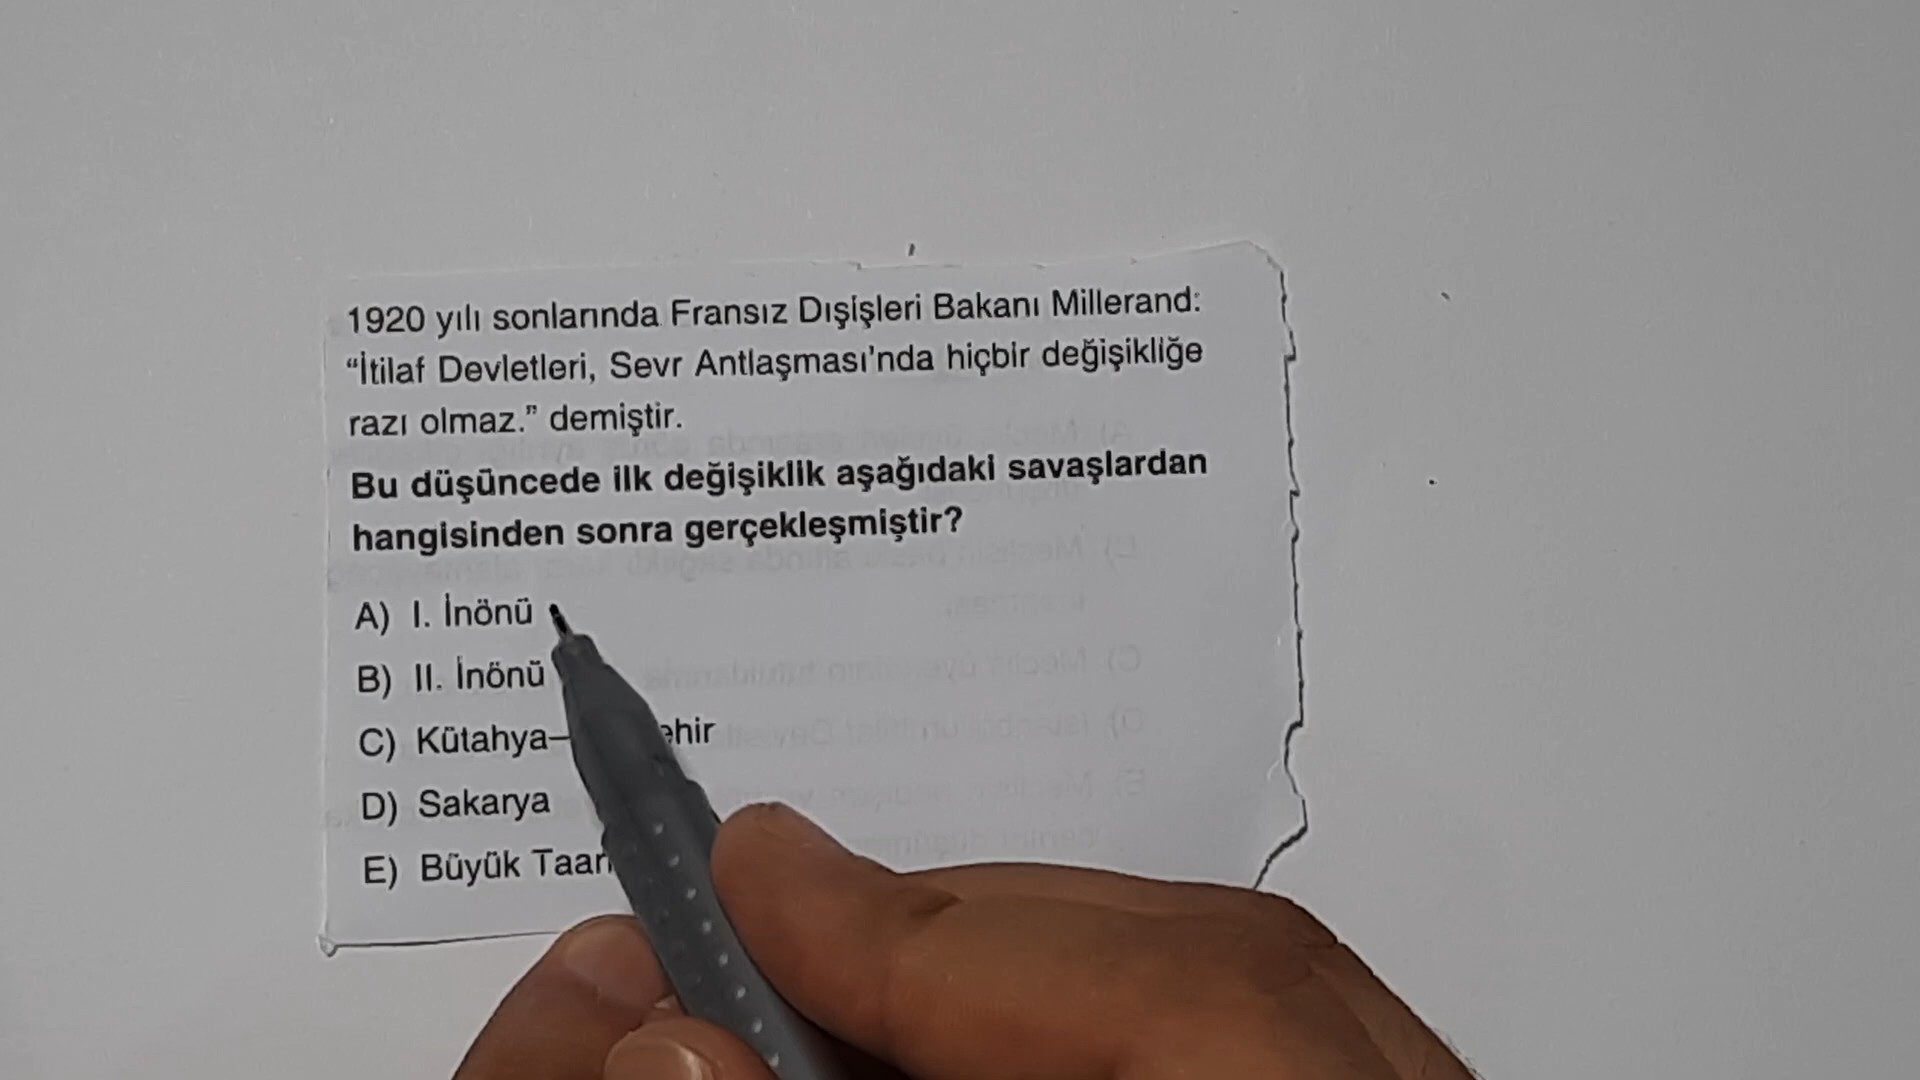 1920 yılı sonlarında Fransız Dışişleri Bakanı Millerand:
“İtilaf Devletleri, Sevr Antlaşması’nda hiçbir değişikliğe
razı olmaz.” demiştir.
Bu düşüncede ilk değişiklik aşağıdaki savaşlardan
hangisinden sonra gerçekleşmiştir?
A) I. İnönü
B) II. İnönü
C) Kütahya–
D) Sakarya
E) Büyük